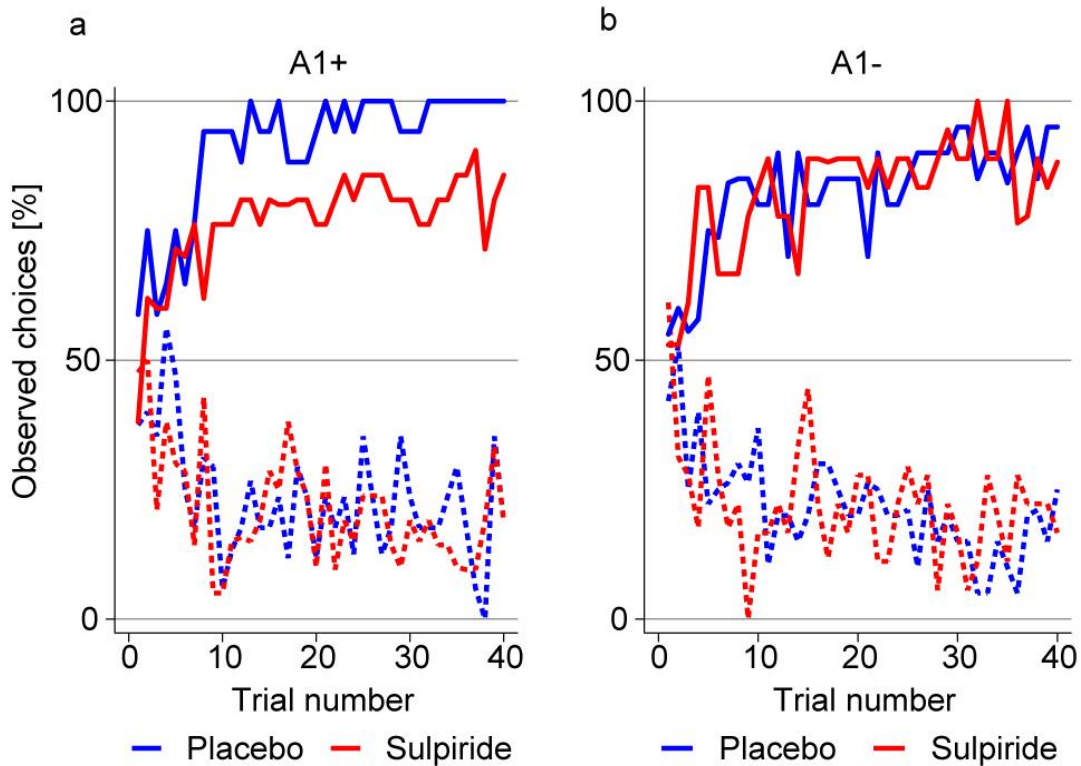 a
A1+
100
50
0
Observed choices [%]
0 10 20 30 40
Trial number
Placebo Sulpiride
b
A1-
100
50
0
0 10 20 30 40
Trial number
Placebo Sulpiride